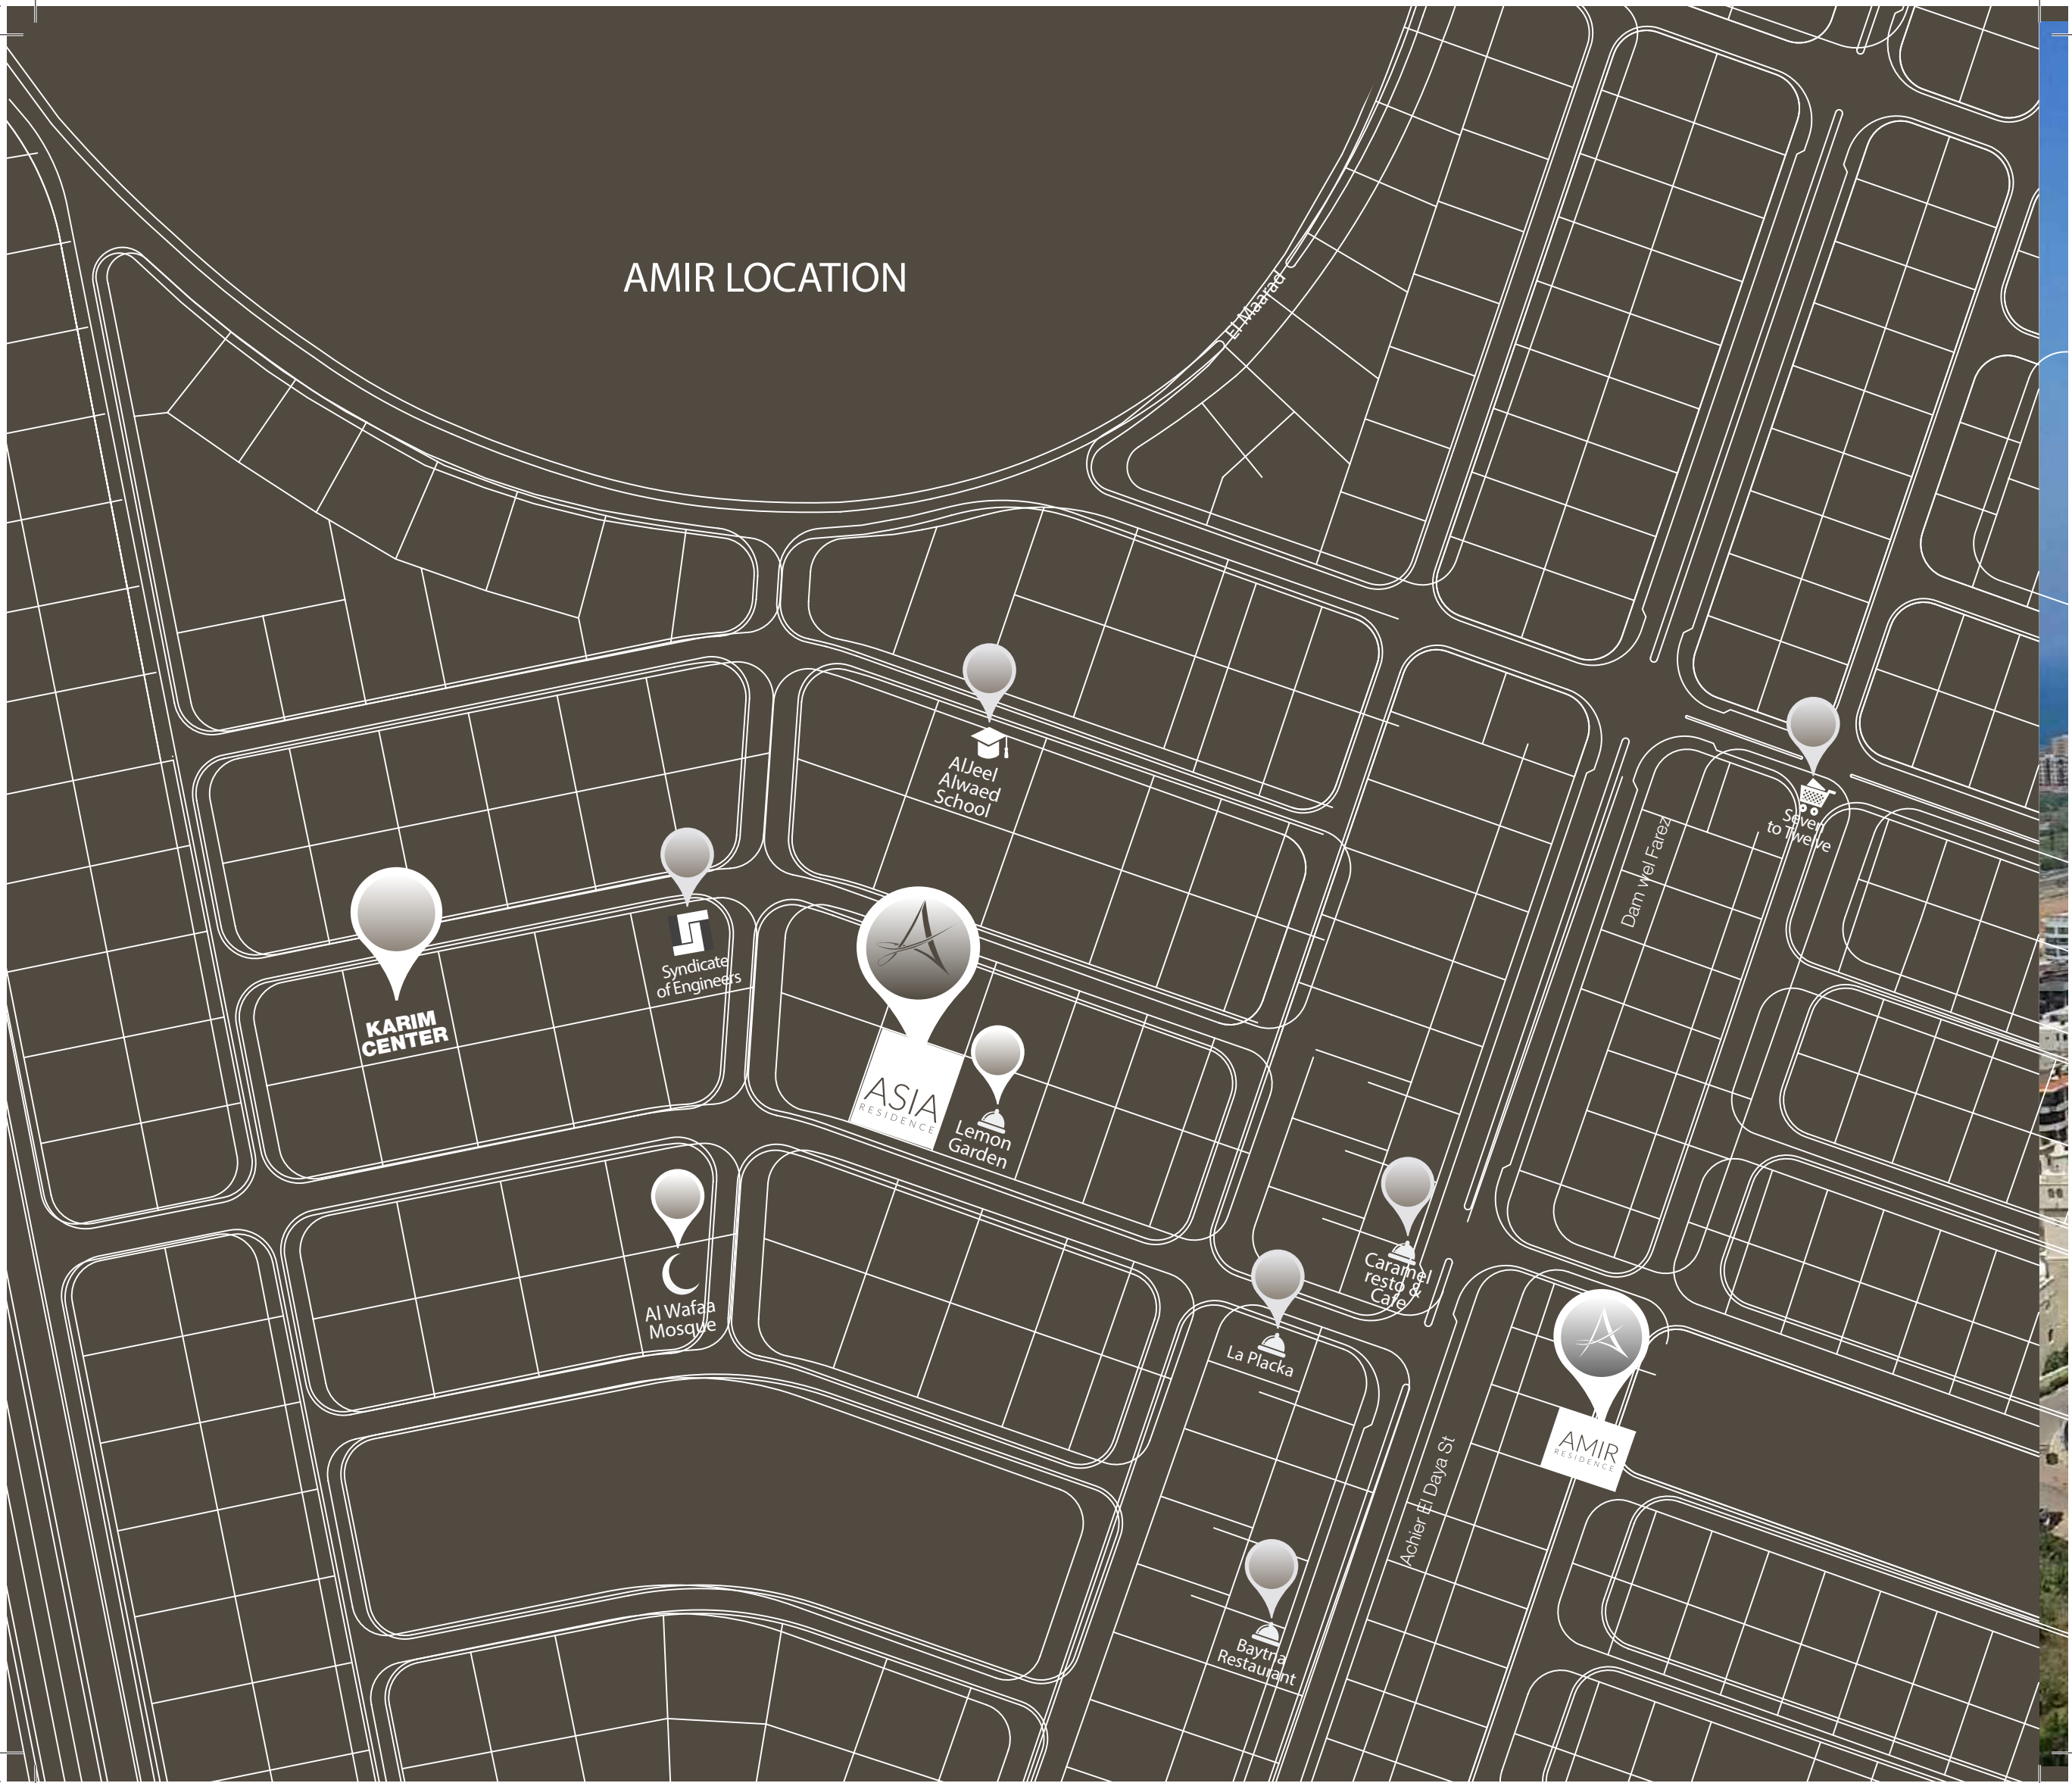 AMIR LOCATION
El Maarad
AlJeel
Alwaed
School
Seven
to Twelve
Dam wel Farez
Syndicate
of Engineers
KARIM
CENTER
ASIA
RESIDENCE
Lemon
Garden
Caramel
resto &
Cafe
Al Wafaa
Mosque
La Placka
AMIR
RESIDENCE
Achier El Daya St
Baytna
Restaurant